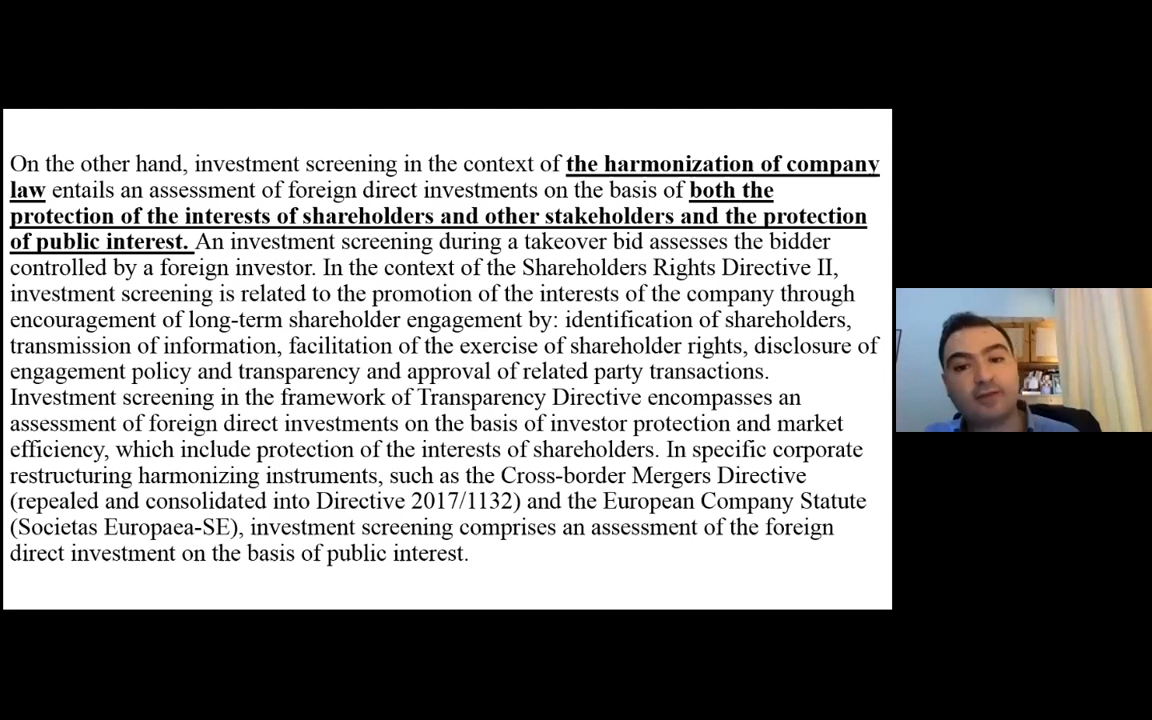 On the other hand, investment screening in the context of the harmonization of company
law entails an assessment of foreign direct investments on the basis of both the
protection of the interests of shareholders and other stakeholders and the protection
of public interest. An investment screening during a takeover bid assesses the bidder
controlled by a foreign investor. In the context of the Shareholders Rights Directive II,
investment screening is related to the promotion of the interests of the company through
encouragement of long-term shareholder engagement by: identification of shareholders,
transmission of information, facilitation of the exercise of shareholder rights, disclosure of
engagement policy and transparency and approval of related party transactions.
Investment screening in the framework of Transparency Directive encompasses an
assessment of foreign direct investments on the basis of investor protection and market
efficiency, which include protection of the interests of shareholders. In specific corporate
restructuring harmonizing instruments, such as the Cross-border Mergers Directive
(repealed and consolidated into Directive 2017/1132) and the European Company Statute
(Societas Europaea-SE), investment screening comprises an assessment of the foreign
direct investment on the basis of public interest.